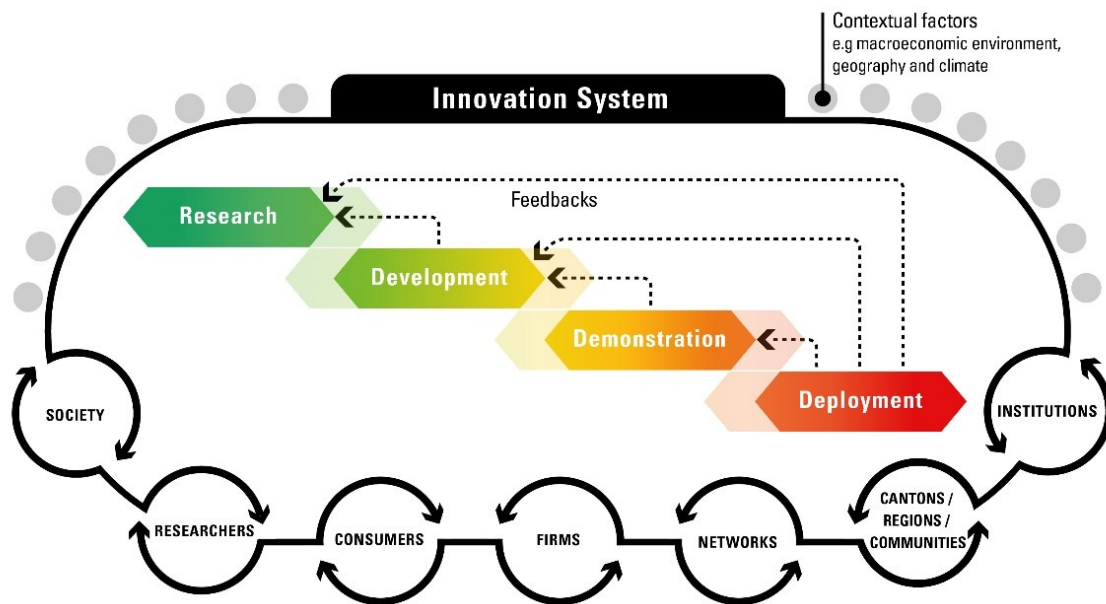 Contextual factors
e.g macroeconomic environment,
geography and climate
Innovation System
Research
Feedbacks
Development
Demonstration
Deployment
SOCIETY
INSTITUTIONS
RESEARCHERS
CONSUMERS
FIRMS
NETWORKS
CANTONS /
REGIONS /
COMMUNITIES